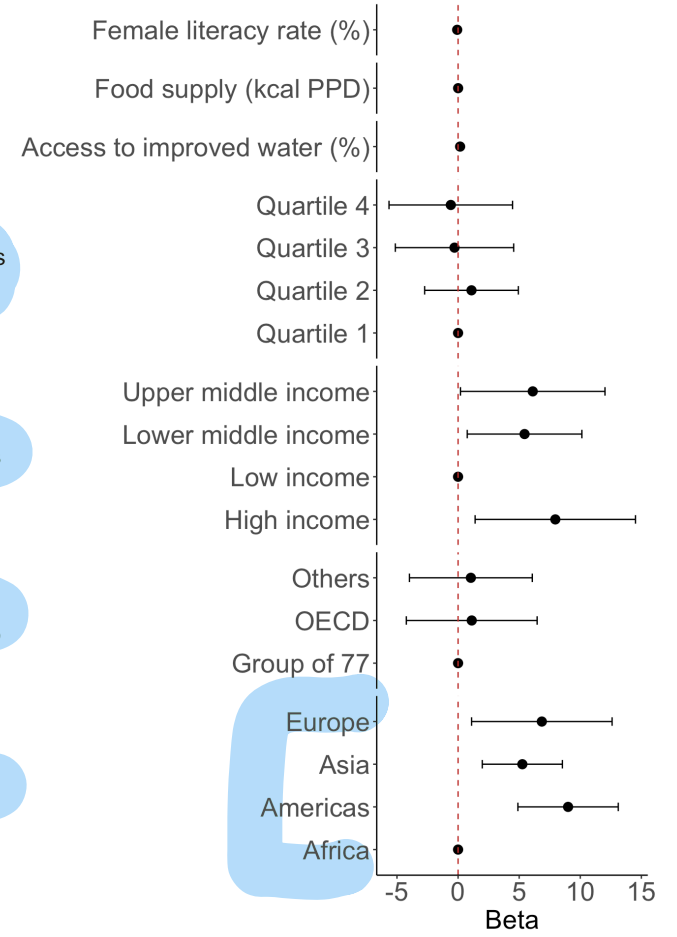 Female literacy rate (%)
Food supply (kcal PPD)
Access to improved water (%)
Quartile 4
s
Quartile 3
Quartile 2
Quartile 1
Upper middle income
Lower middle income
Low income
High income
Others
OECD
Group of 77
Europe
Asia
Americas
Africa
-5 0 5 10 15
Beta